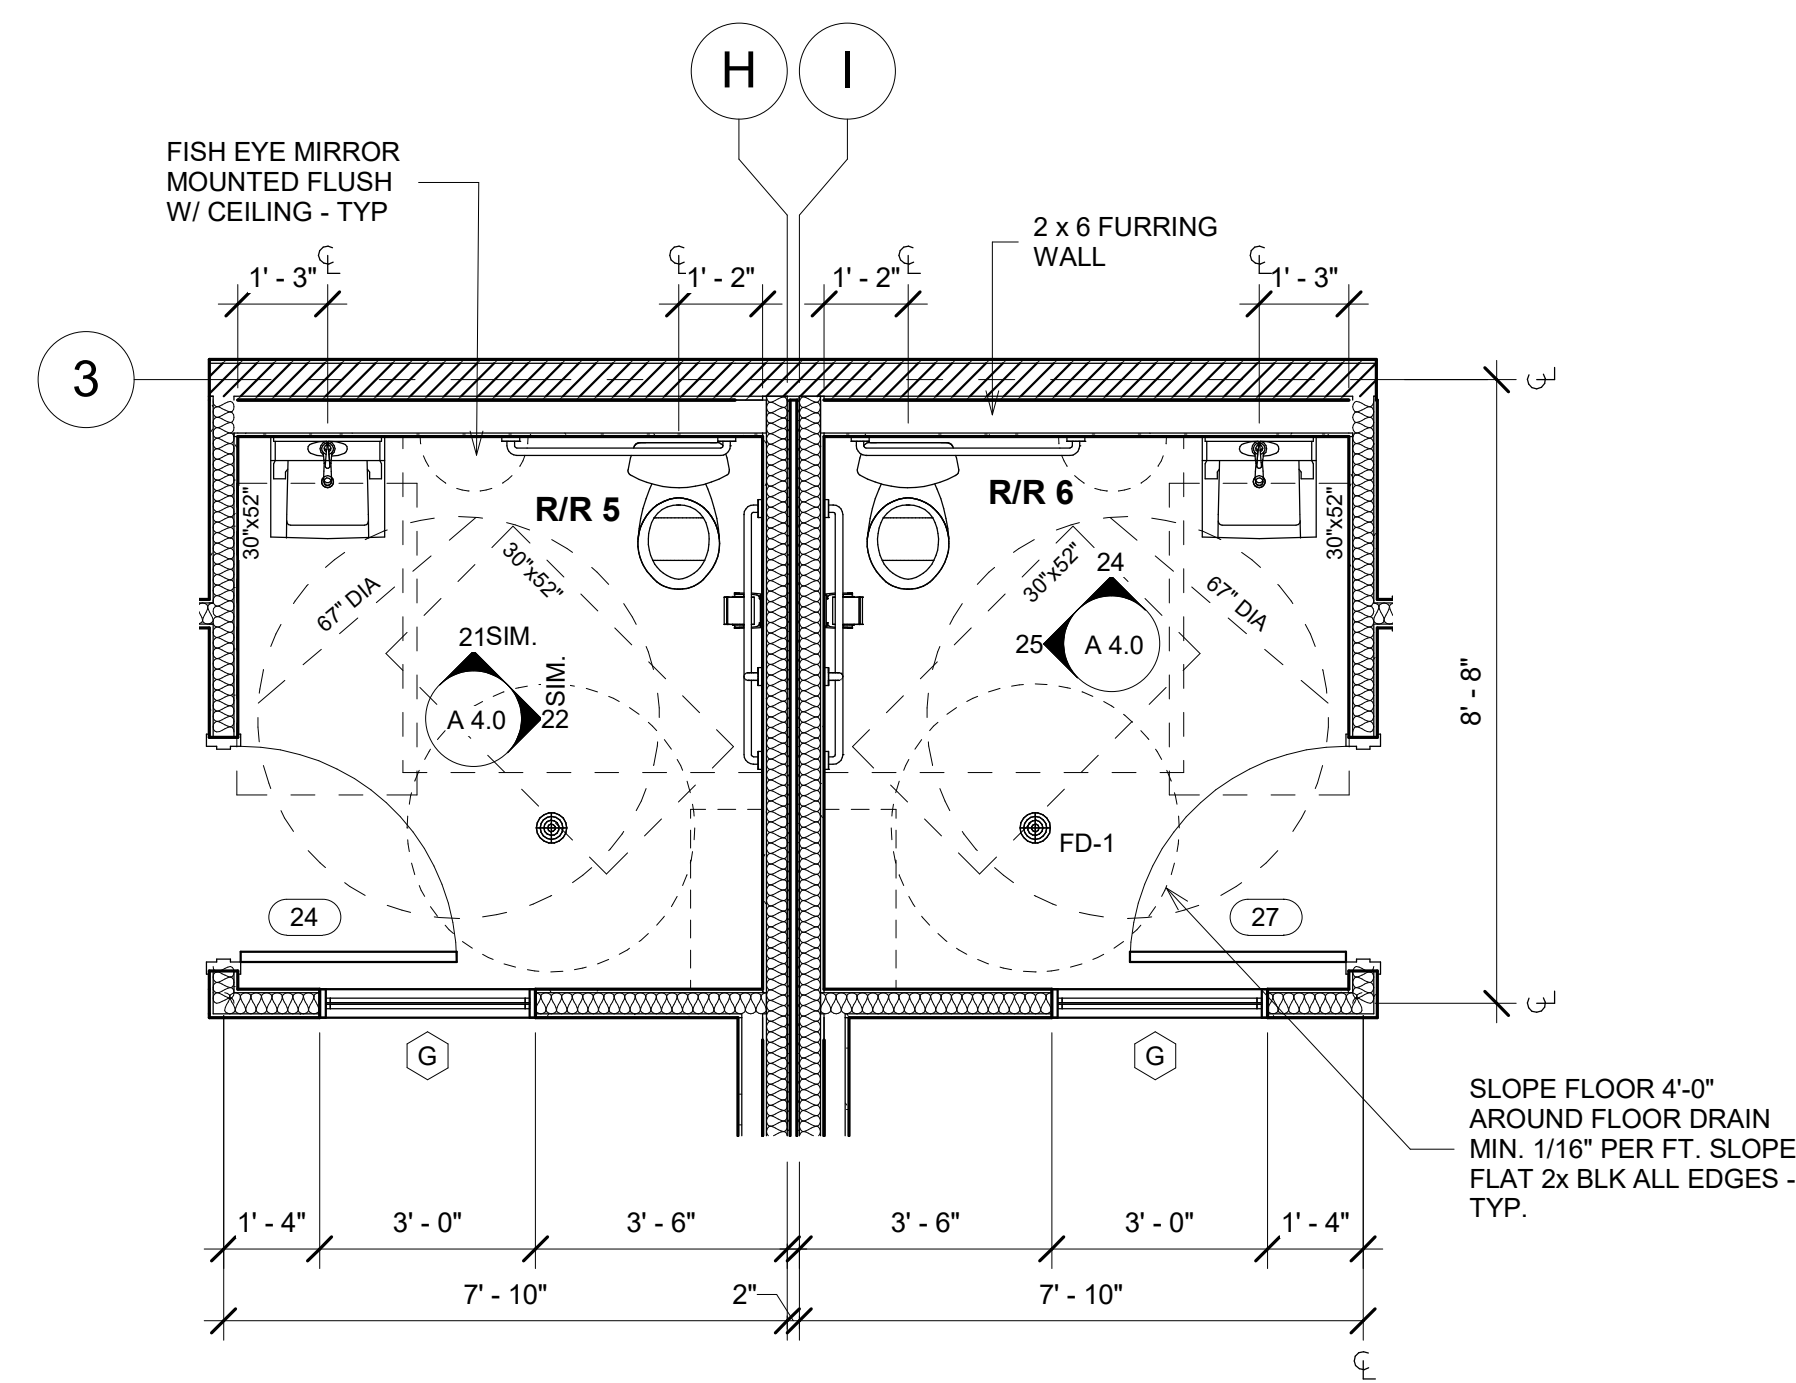 H I
FISH EYE MIRROR
MOUNTED FLUSH
W/ CEILING - TYP
2 x 6 FURRING
WALL
1' - 3" 1' - 2" 1' - 2" 1' - 3"
3
R/R 5 R/R 6
30"x52" 30"x52" 30"x52" 30"x52"
67" DIA 67" DIA
24
25 A 4.0
21 SIM.
SIM.
A 4.0 22
8' - 8"
FD-1
24 27
G G
SLOPE FLOOR 4'-0"
AROUND FLOOR DRAIN
MIN. 1/16" PER FT. SLOPE
FLAT 2x BLK ALL EDGES -
TYP.
1' - 4" 3' - 0" 3' - 6" 3' - 6" 3' - 0" 1' - 4"
7' - 10" 2" 7' - 10"